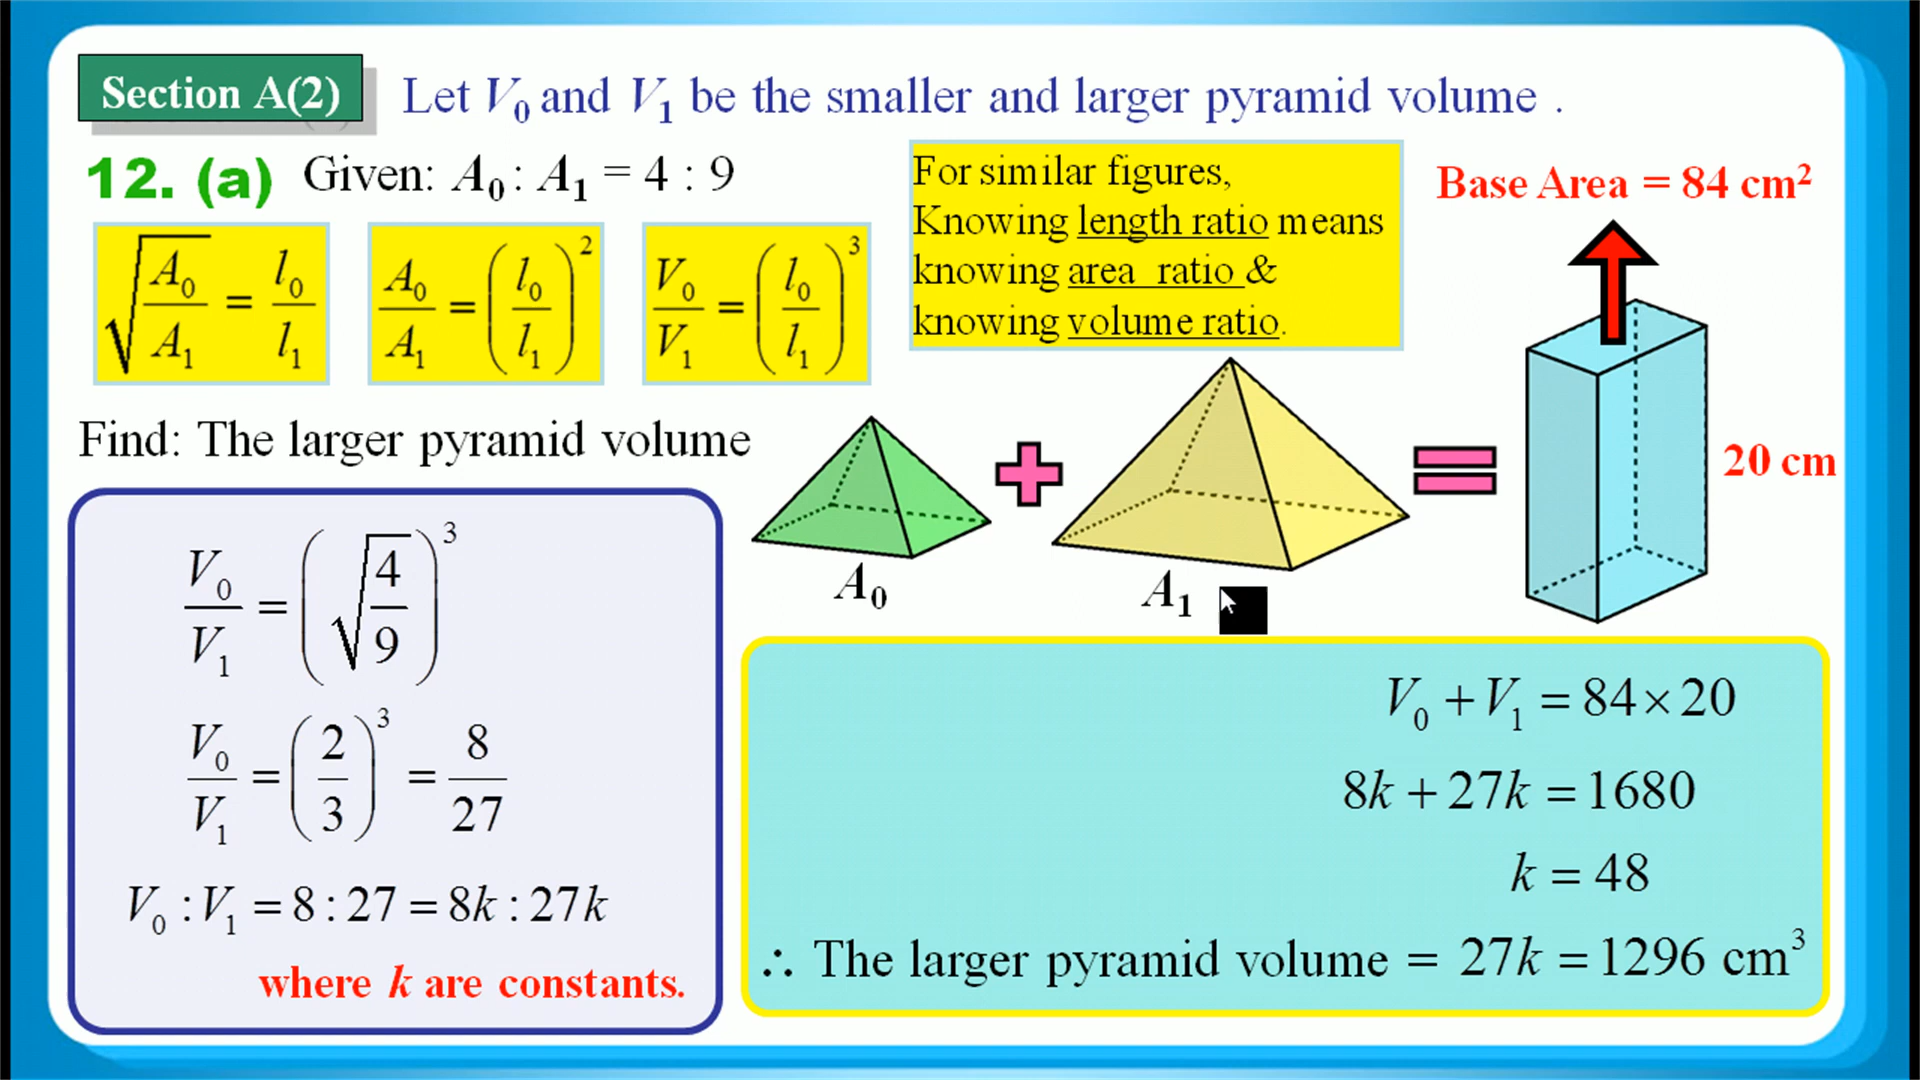 Section A(2)
Let V₀ and V₁ be the smaller and larger pyramid volume .
12. (a) Given: A₀ : A₁ = 4 : 9
√(A₀/A₁) = l₀/l₁
A₀/A₁ = (l₀/l₁)²
V₀/V₁ = (l₀/l₁)³
For similar figures,
Knowing length ratio means
knowing area ratio &
knowing volume ratio.
Base Area = 84 cm²
Find: The larger pyramid volume
20 cm
A₀
A₁
V₀/V₁ = (√(4/9))³
V₀/V₁ = (2/3)³ = 8/27
V₀ : V₁ = 8 : 27 = 8k : 27k
where k are constants.
V₀ + V₁ = 84 × 20
8k + 27k = 1680
k = 48
∴ The larger pyramid volume = 27k = 1296 cm³